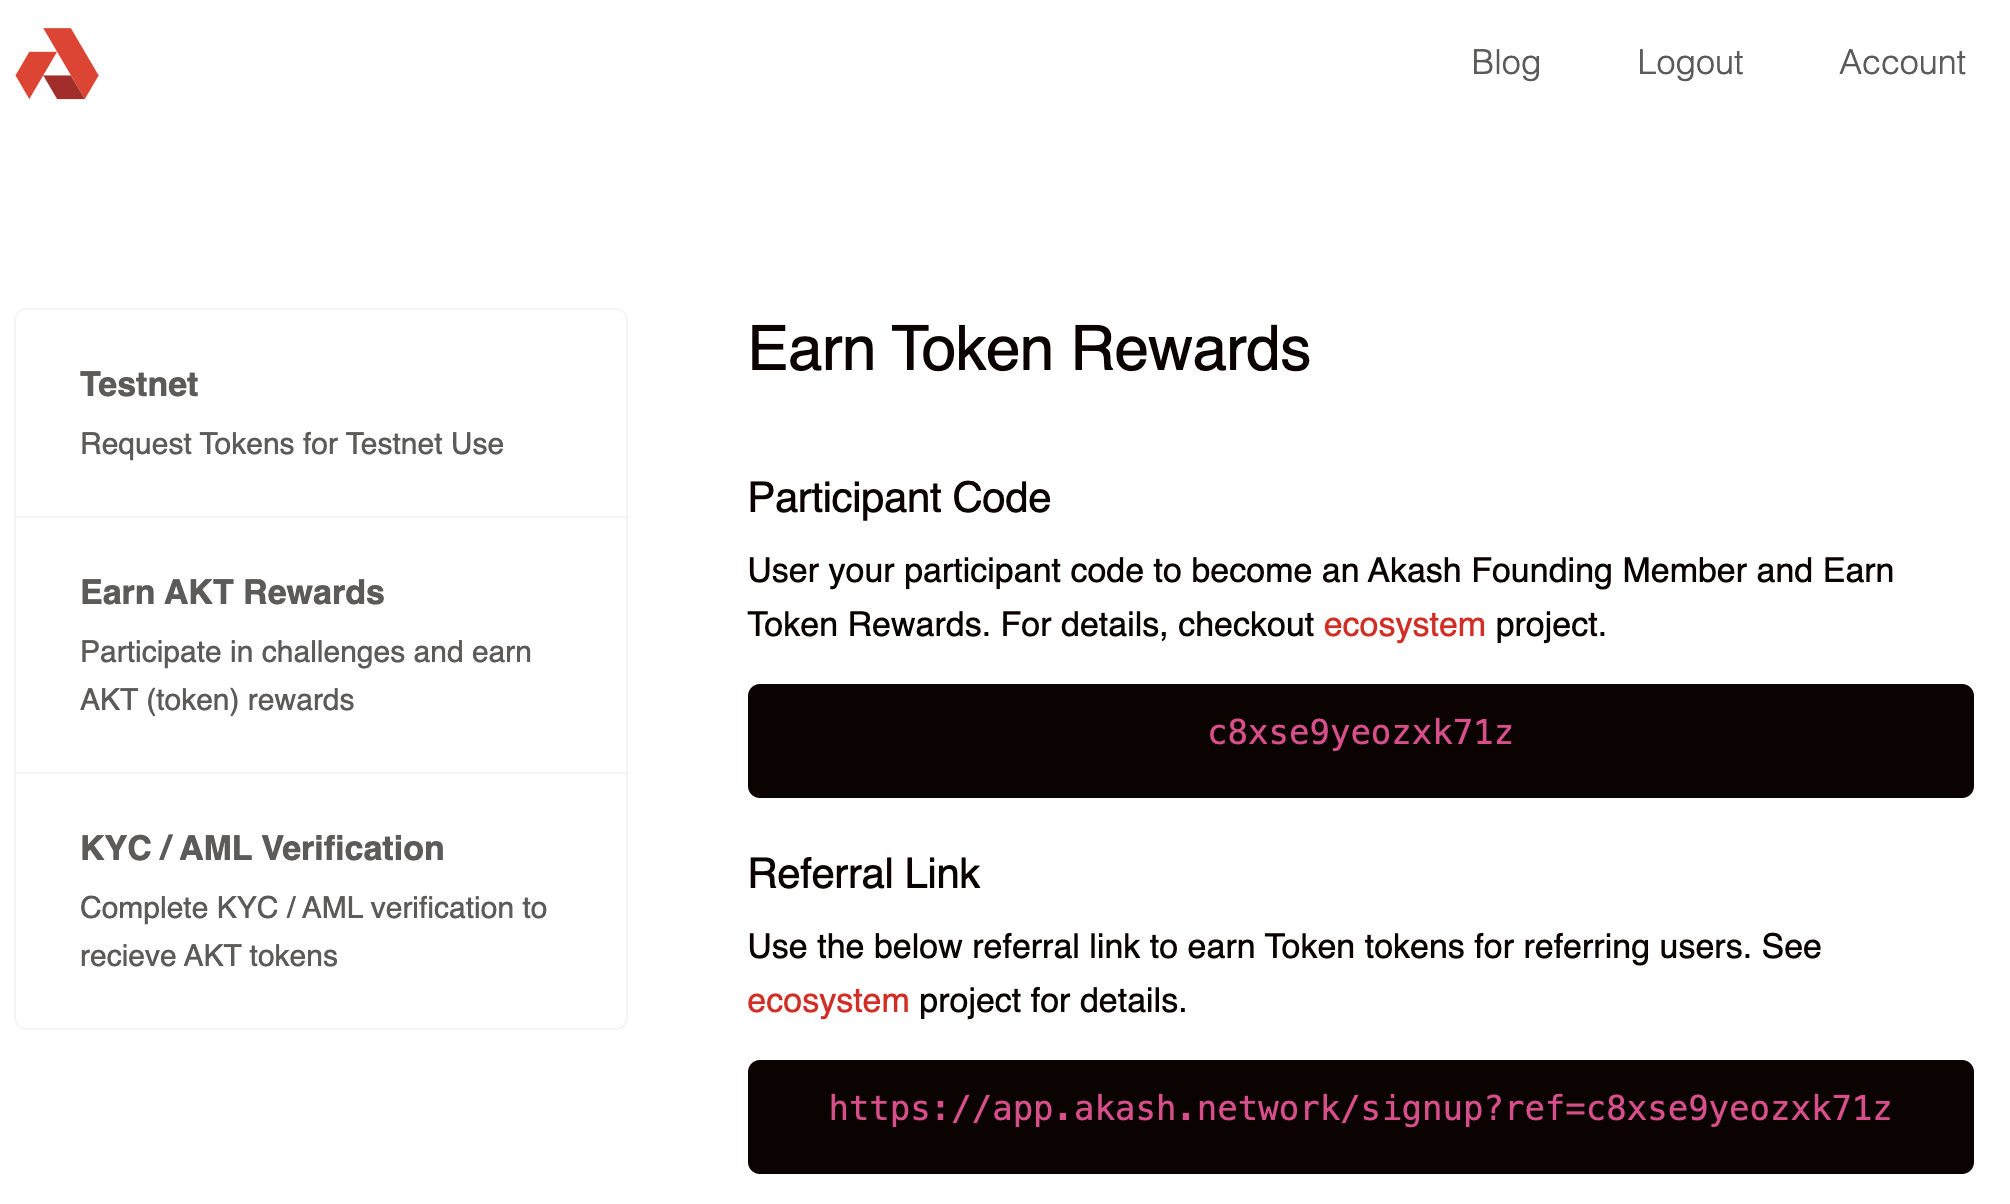 Blog
Logout
Account
Testnet
Request Tokens for Testnet Use
Earn AKT Rewards
Participate in challenges and earn
AKT (token) rewards
KYC / AML Verification
Complete KYC / AML verification to
recieve AKT tokens
Earn Token Rewards
Participant Code
User your participant code to become an Akash Founding Member and Earn
Token Rewards. For details, checkout ecosystem project.
c8xse9yeozxk71z
Referral Link
Use the below referral link to earn Token tokens for referring users. See
ecosystem project for details.
https://app.akash.network/signup?ref=c8xse9yeozxk71z